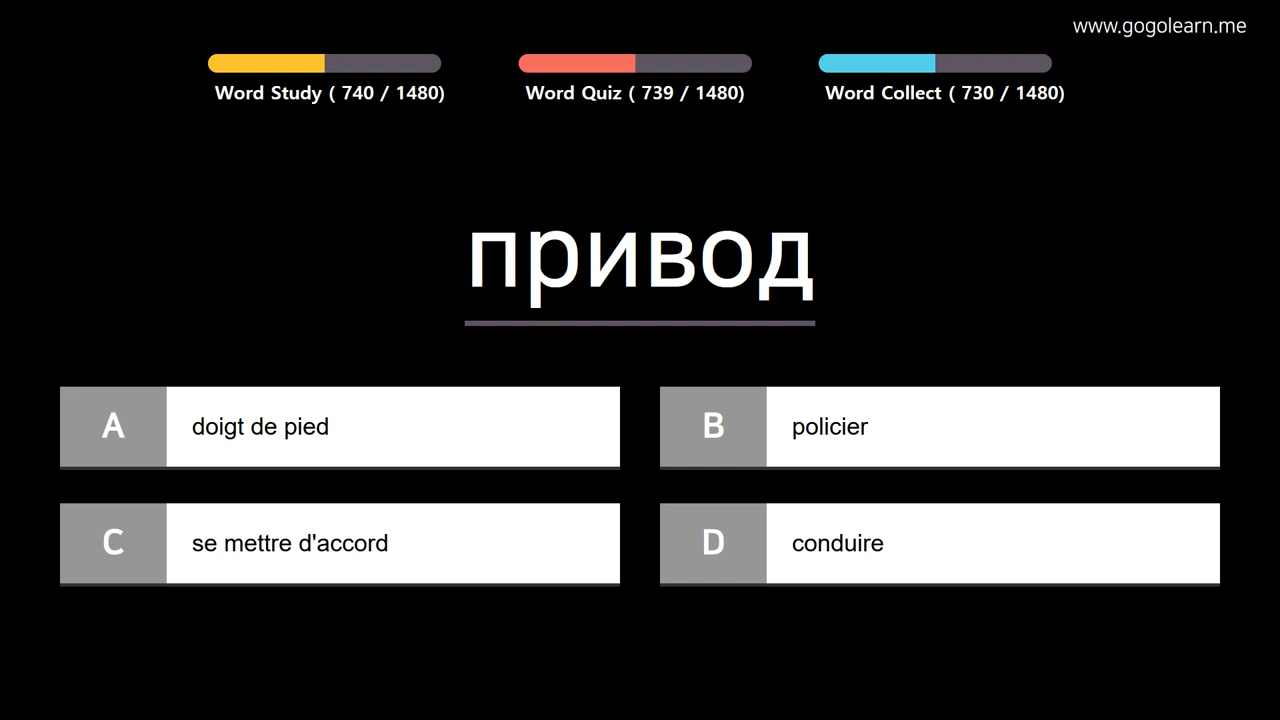 www.gogolearn.me
Word Study ( 740 / 1480)
Word Quiz ( 739 / 1480)
Word Collect ( 730 / 1480)
привод
A doigt de pied
B policier
C se mettre d'accord
D conduire